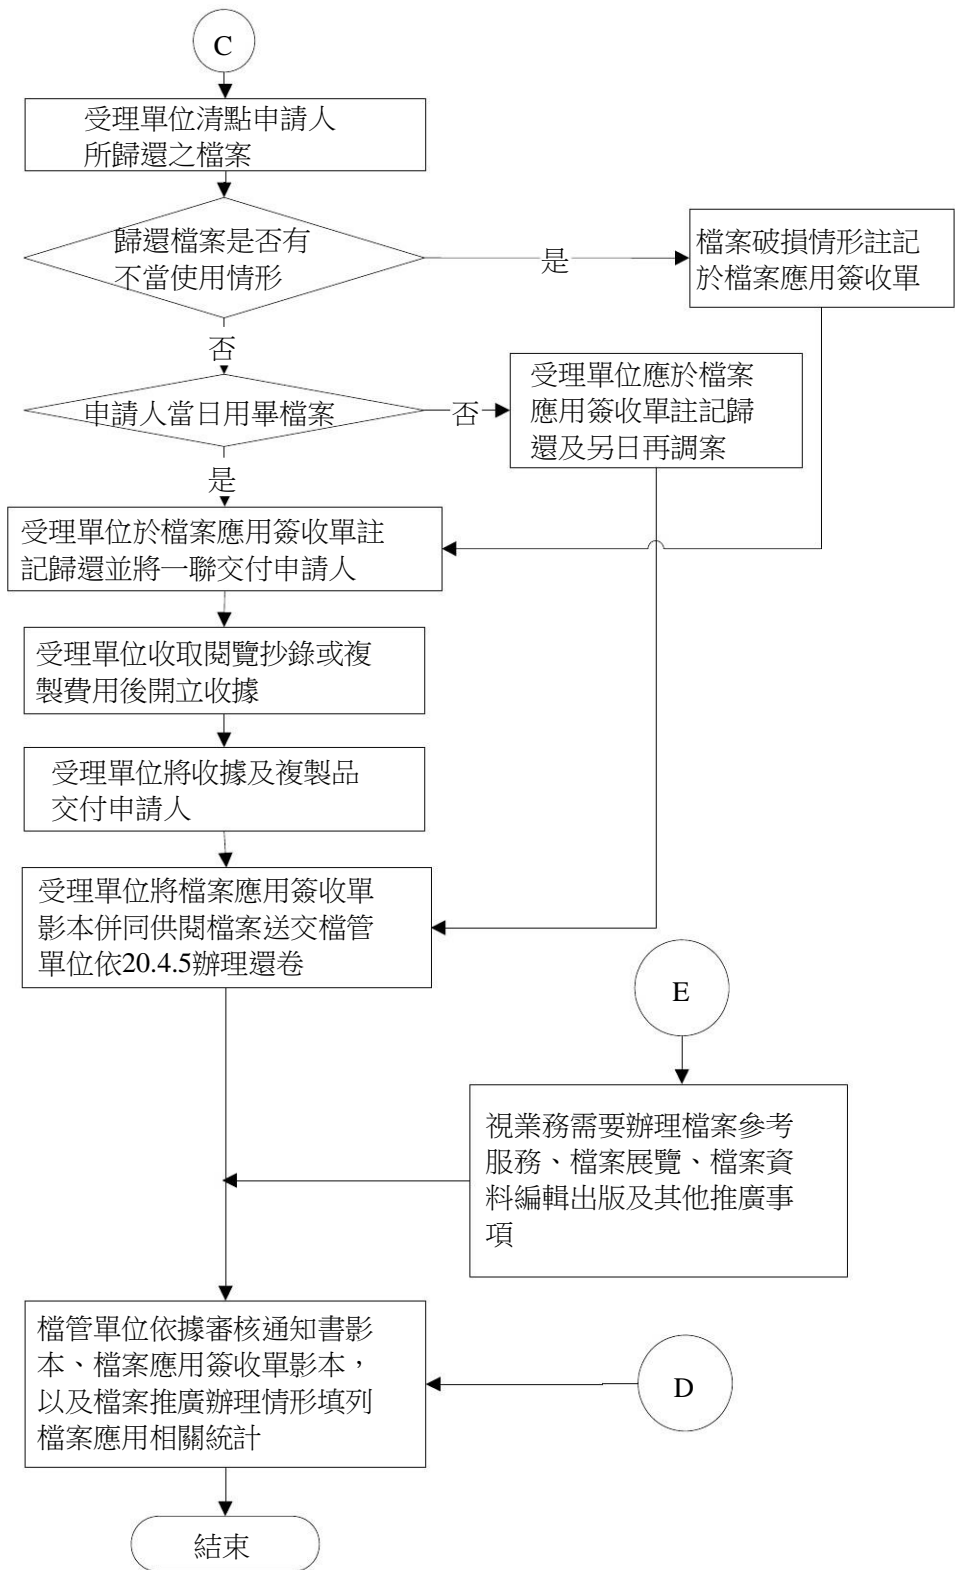 C
受理單位清點申請人
所歸還之檔案
歸還檔案是否有
不當使用情形
是
檔案破損情形註記
於檔案應用簽收單
否
申請人當日用畢檔案
否
受理單位應於檔案
應用簽收單註記歸
還及另日再調案
是
受理單位於檔案應用簽收單註
記歸還並將一聯交付申請人
受理單位收取閱覽抄錄或複
製費用後開立收據
受理單位將收據及複製品
交付申請人
受理單位將檔案應用簽收單
影本併同供閱檔案送交檔管
單位依20.4.5辦理還卷
E
視業務需要辦理檔案參考
服務、檔案展覽、檔案資
料編輯出版及其他推廣事
項
檔管單位依據審核通知書影
本、檔案應用簽收單影本，
以及檔案推廣辦理情形填列
檔案應用相關統計
D
結束